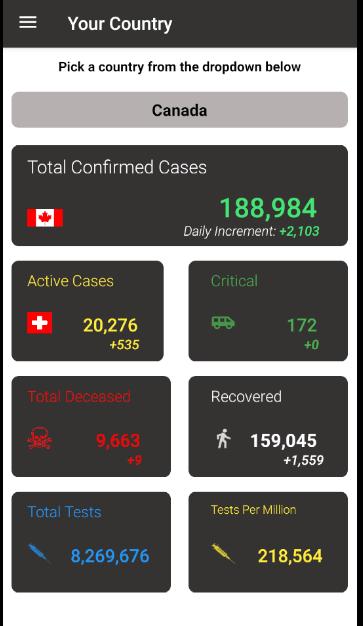 Your Country
Pick a country from the dropdown below
Canada
Total Confirmed Cases
188,984
Daily Increment: +2,103
Active Cases
20,276
+535
Critical
172
+0
Total Deceased
9,663
+9
Recovered
159,045
+1,559
Total Tests
8,269,676
Tests Per Million
218,564